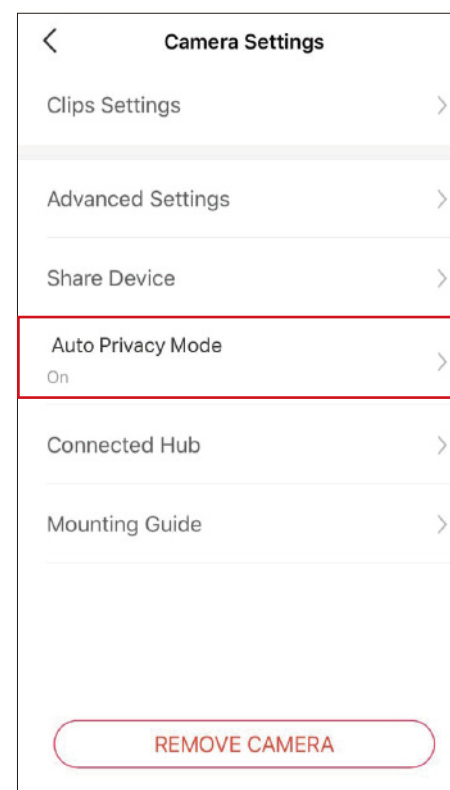 Camera Settings
Clips Settings
Advanced Settings
Share Device
Auto Privacy Mode
On
Connected Hub
Mounting Guide
REMOVE CAMERA